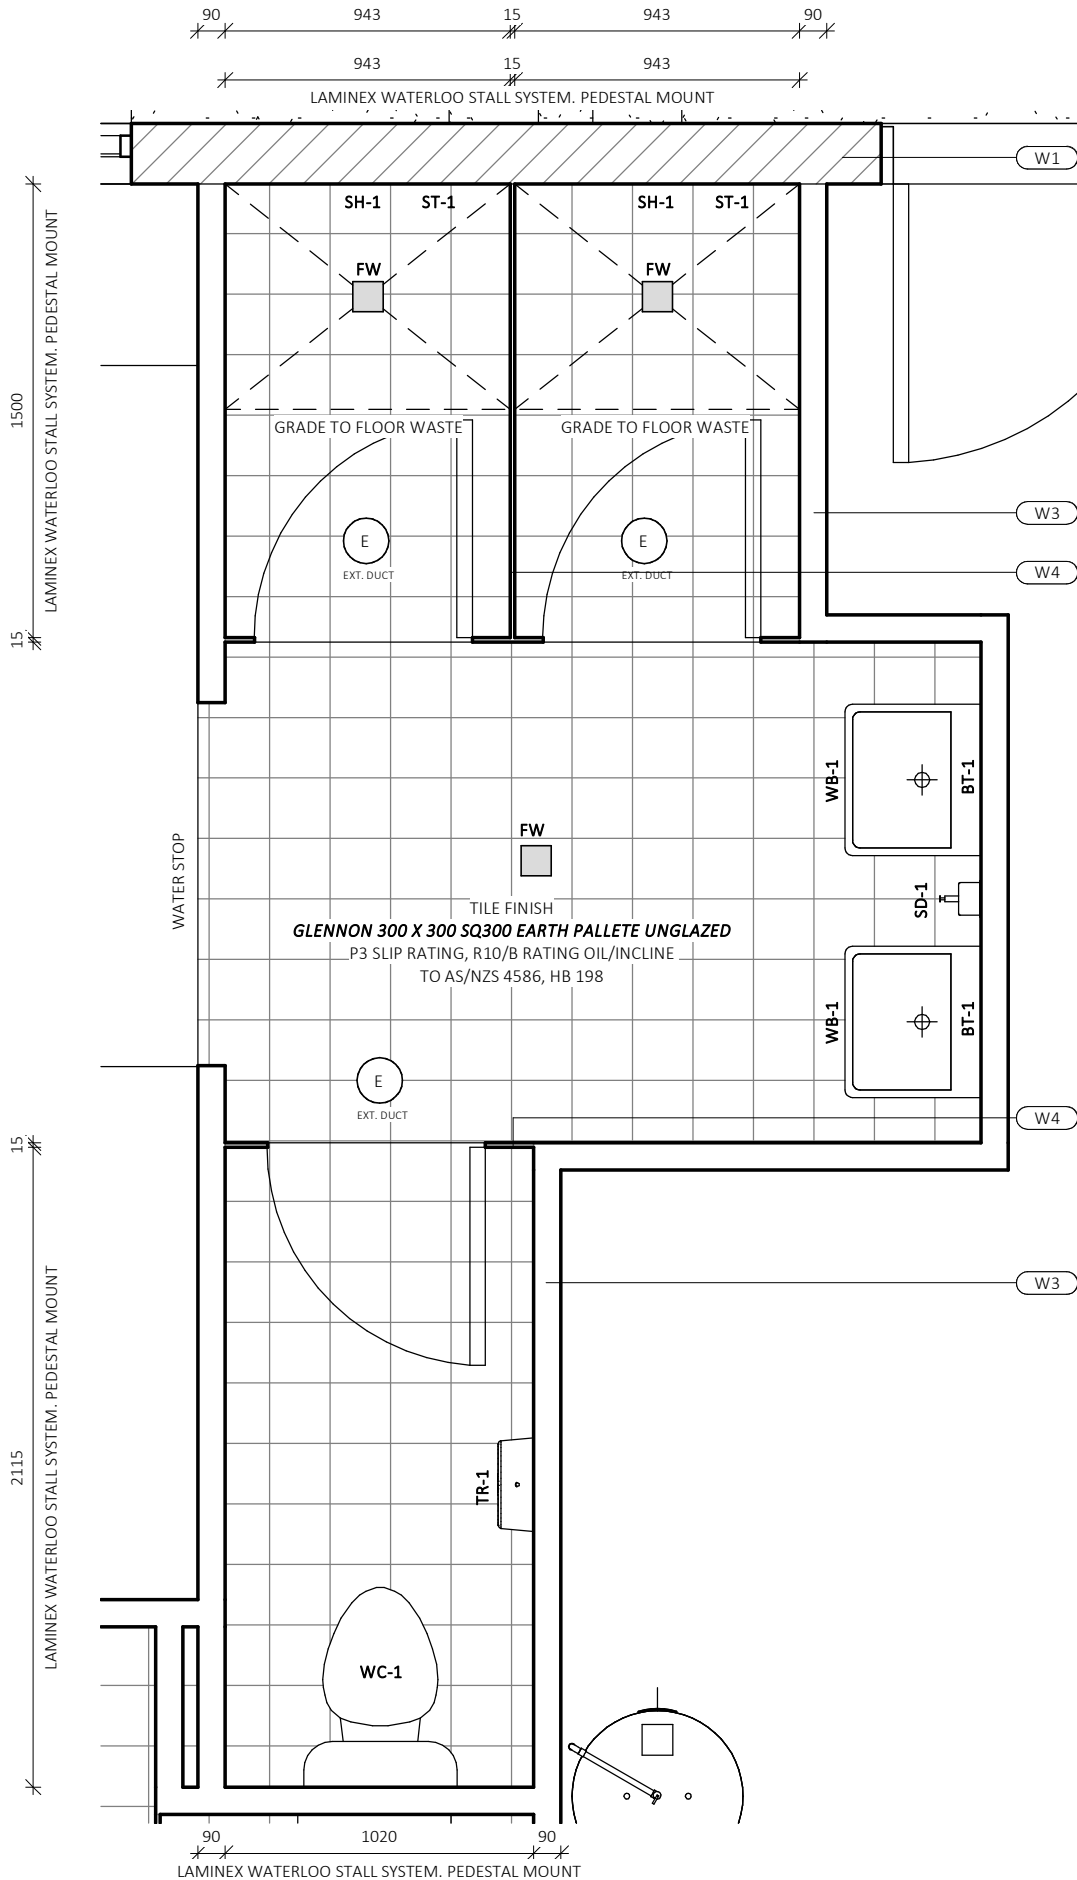 90 943 15 943 90
943 15 943
LAMINEX WATERLOO STALL SYSTEM. PEDESTAL MOUNT
W1
SH-1 ST-1 SH-1 ST-1
FW FW
1500
LAMINEX WATERLOO STALL SYSTEM. PEDESTAL MOUNT
GRADE TO FLOOR WASTE GRADE TO FLOOR WASTE
W3
E E
EXT. DUCT EXT. DUCT
W4
15
WB-1 BT-1
FW
WATER STOP
SD-1
TILE FINISH
GLENNON 300 X 300 SQ300 EARTH PALLETE UNGLAZED
P3 SLIP RATING, R10/B RATING OIL/INCLINE
TO AS/NZS 4586, HB 198
WB-1 BT-1
E
EXT. DUCT
W4
15
W3
2115
LAMINEX WATERLOO STALL SYSTEM. PEDESTAL MOUNT
TR-1
WC-1
90 1020 90
LAMINEX WATERLOO STALL SYSTEM. PEDESTAL MOUNT